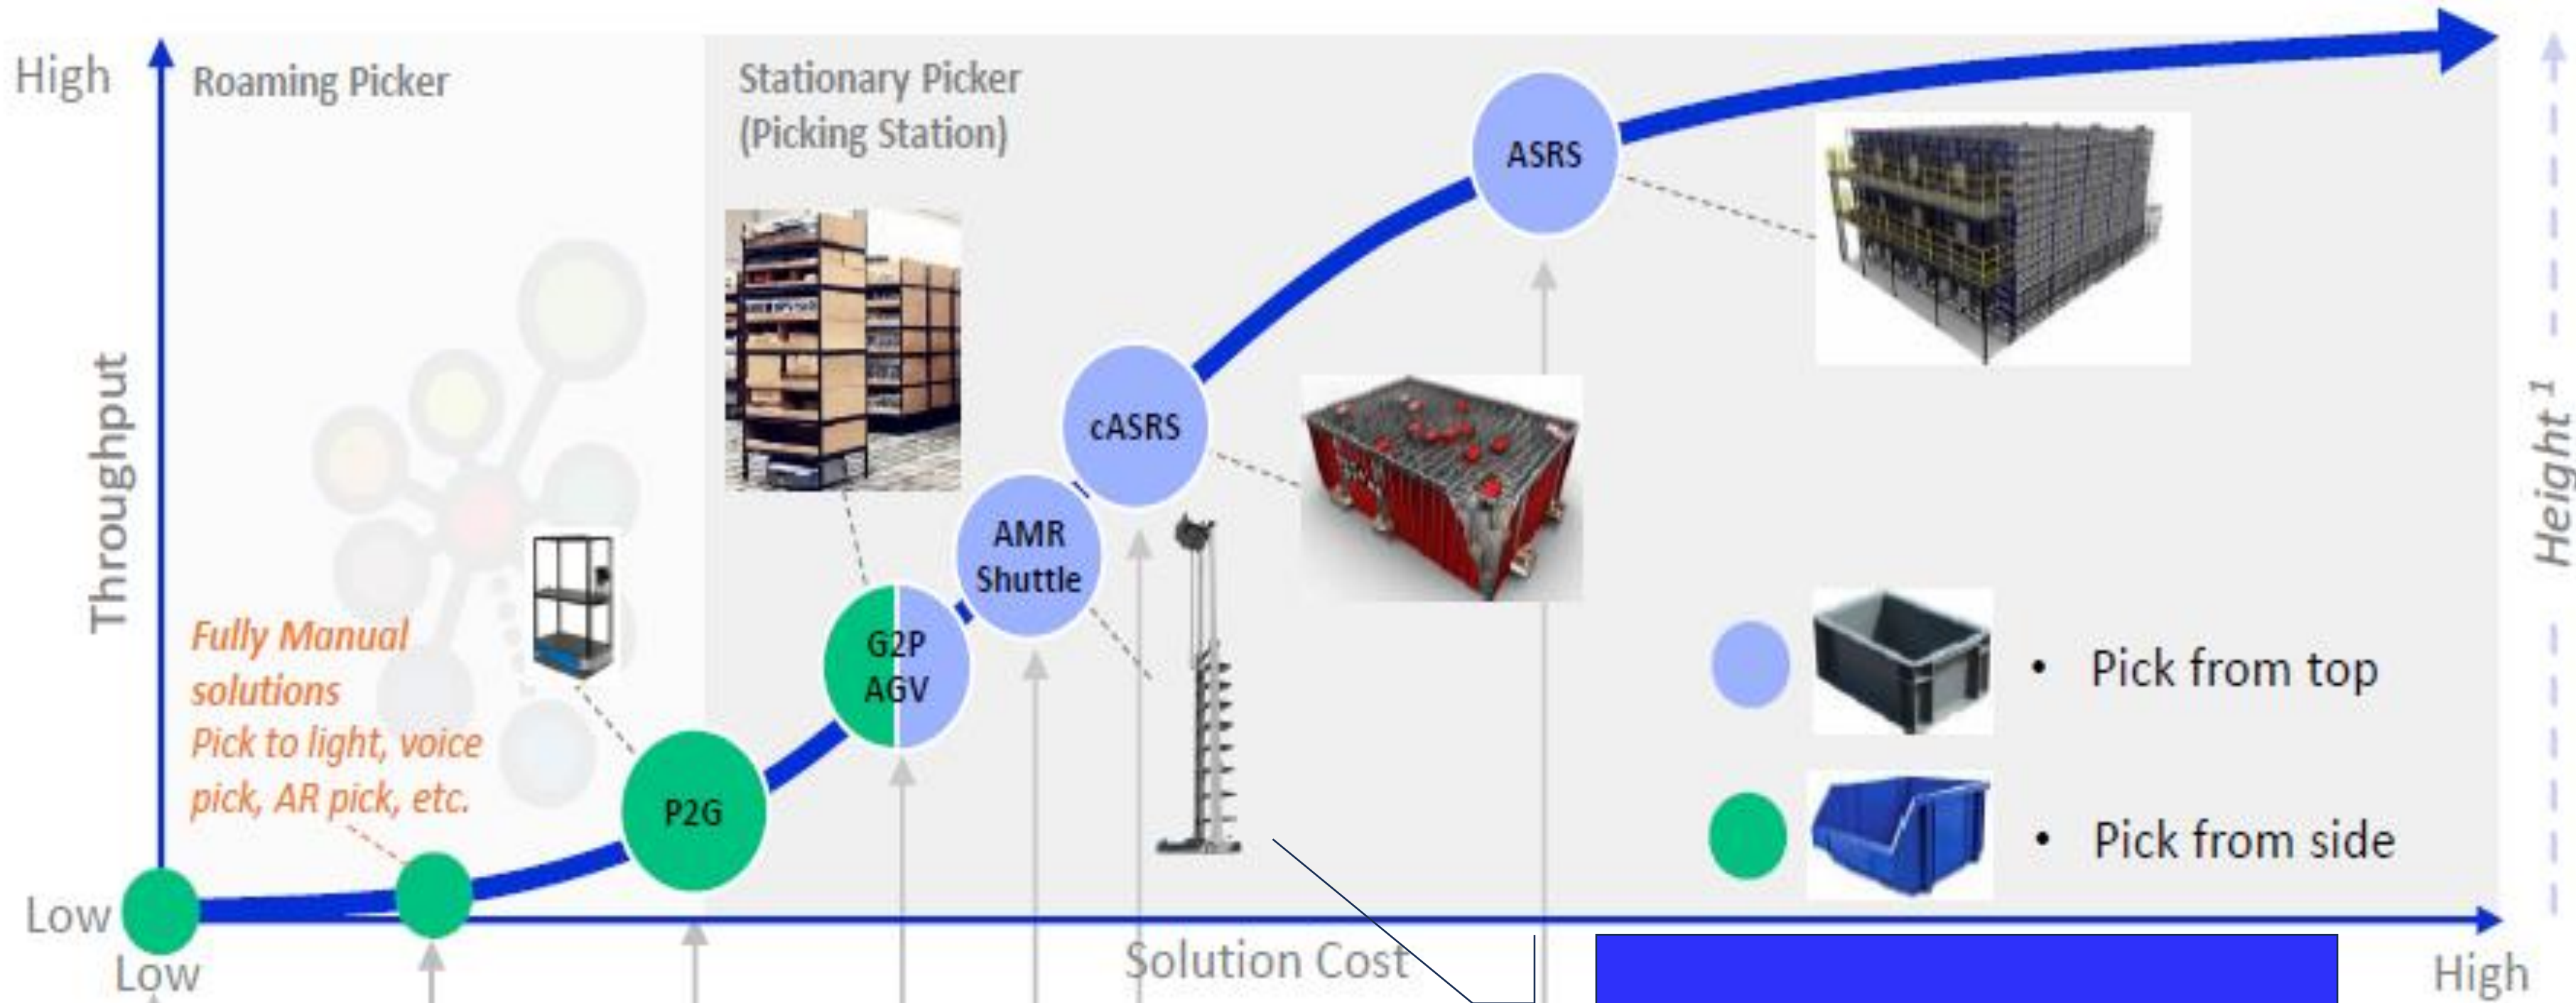 High
Roaming Picker
Stationary Picker
(Picking Station)
ASRS
cASRS
AMR
Shuttle
G2P
AGV
P2G
Fully Manual
solutions
Pick to light, voice
pick, AR pick, etc.
Throughput
Height 1
• Pick from top
• Pick from side
Low
Low
Solution Cost
High